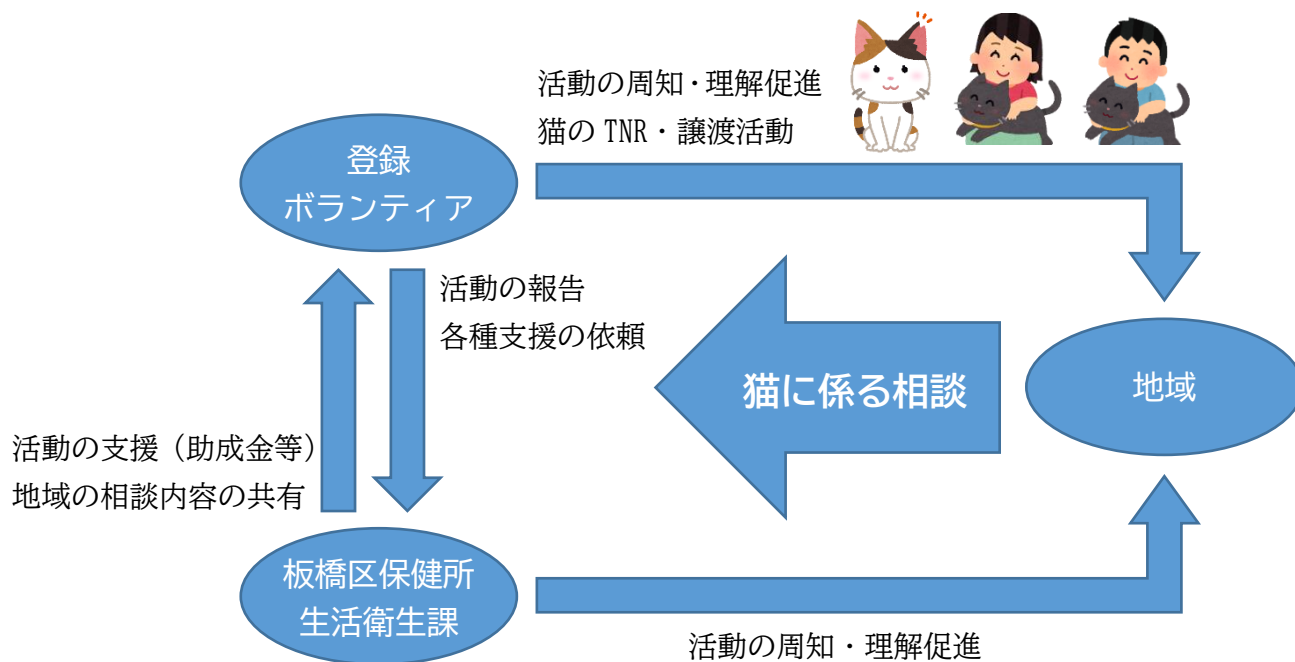 活動の周知・理解促進
猫の TNR・譲渡活動
登録
ボランティア
活動の報告
各種支援の依頼
猫に係る相談
地域
活動の支援（助成金等）
地域の相談内容の共有
板橋区保健所
生活衛生課
活動の周知・理解促進